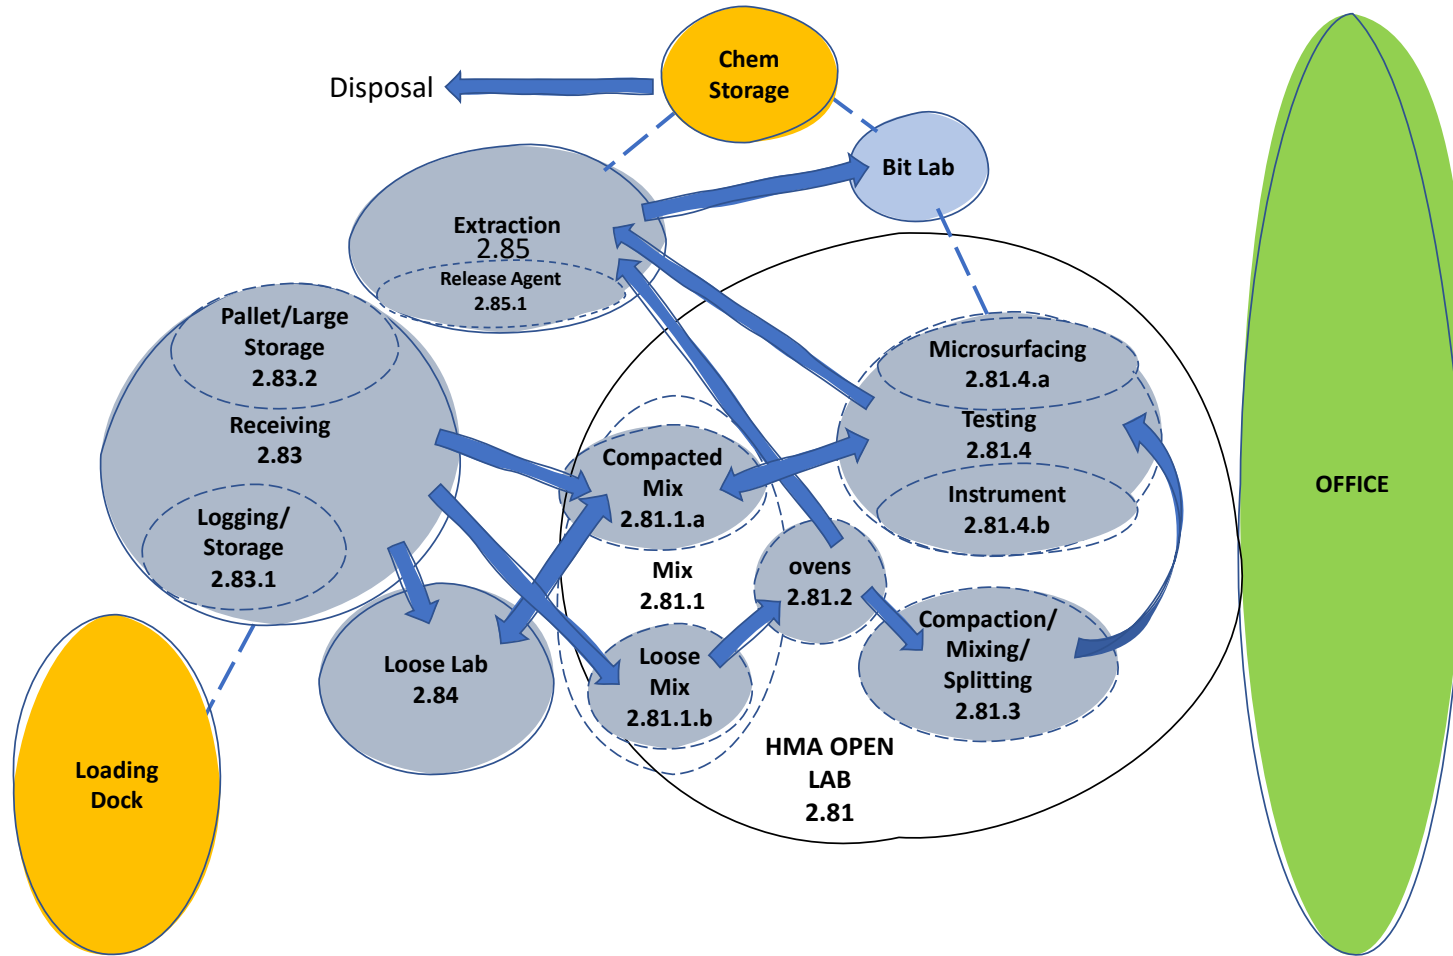 Chem
Storage
Disposal
Bit Lab
Extraction
2.85
Release Agent
2.85.1
Pallet/Large
Storage
2.83.2
Receiving
2.83
Logging/
Storage
2.83.1
Microsurfacing
2.81.4.a
Testing
2.81.4
Instrument
2.81.4.b
Compacted
Mix
2.81.1.a
Mix
2.81.1
ovens
2.81.2
Loose
Mix
2.81.1.b
Compaction/
Mixing/
Splitting
2.81.3
Loose Lab
2.84
HMA OPEN
LAB
2.81
Loading
Dock
OFFICE